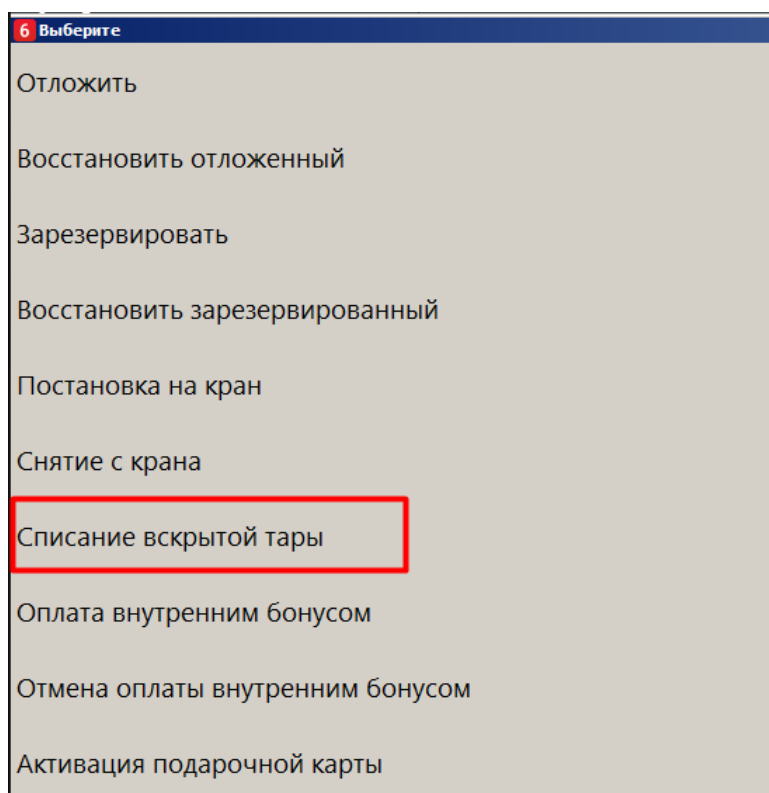 6 Выберите
Отложить
Восстановить отложенный
Зарезервировать
Восстановить зарезервированный
Постановка на кран
Снятие с крана
Списание вскрытой тары
Оплата внутренним бонусом
Отмена оплаты внутренним бонусом
Активация подарочной карты